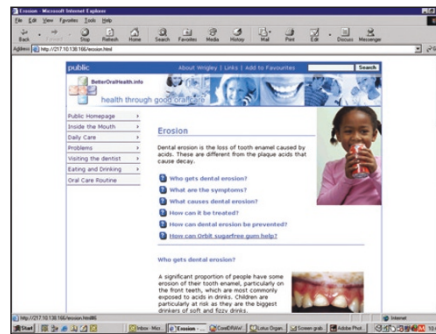 Erosion - Microsoft Internet Explorer
File Edit View Favorites Tools Help
Back Stop Refresh Home Search Favorites Media History Mail Print Edit Discuss Messenger
Address http://217.10.138.166/erosion.html
public About Wrigley | Links | Add to Favourites Search
BetterOralHealth.info
health through good oral care
Public Homepage
Inside the Mouth
Daily Care
Problems
Visiting the dentist
Eating and Drinking
Oral Care Routine
Erosion
Dental erosion is the loss of tooth enamel caused by
acids. These are different from the plaque acids that
cause decay.
Who gets dental erosion?
What are the symptoms?
What causes dental erosion?
How can it be treated?
How can dental erosion be prevented?
How can Orbit sugarfree gum help?
Who gets dental erosion?
A significant proportion of people have some
erosion of their tooth enamel, particularly on
the front teeth, which are most commonly
exposed to acids in drinks. Children are
particularly at risk as they are the biggest
drinkers of soft and fizzy drinks.
Internet
Start Erosion - ... Lotus Organ... Screen grab Adobe Phot...